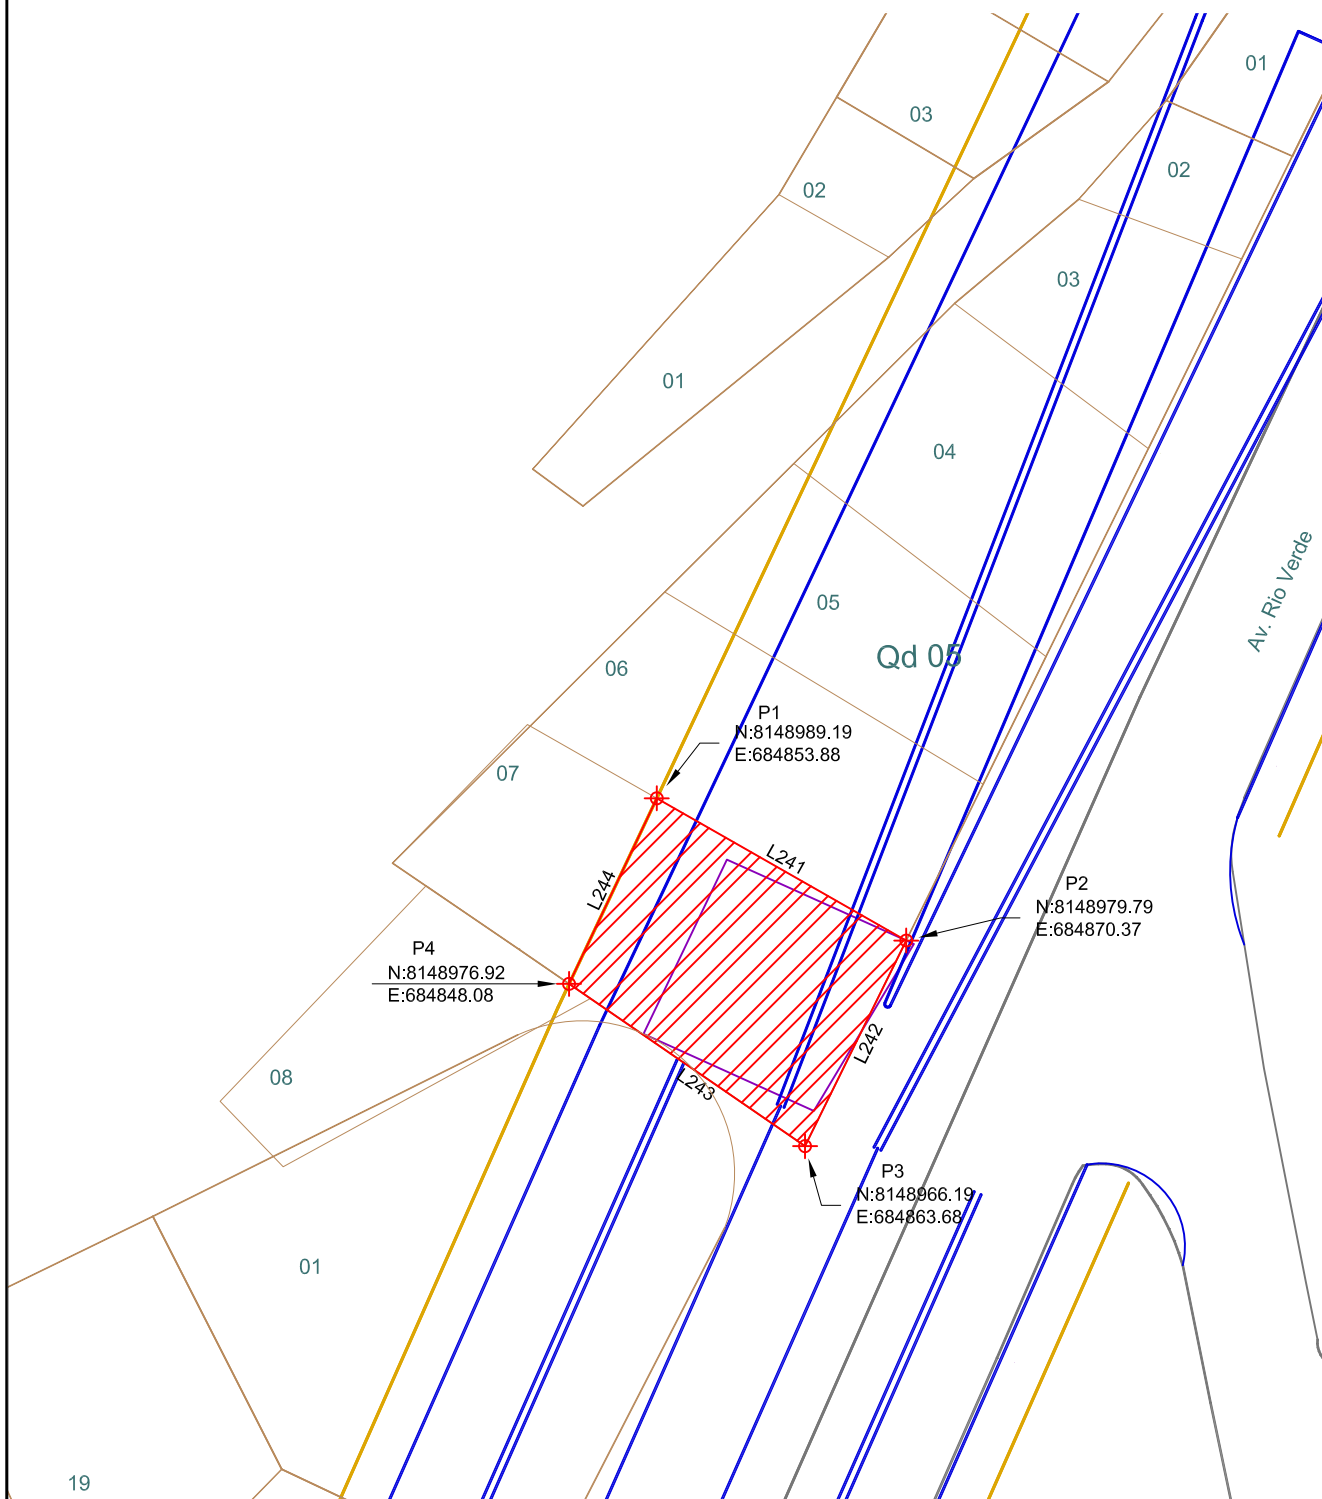 01
03
02
02
03
01
04
05
Av. Rio Verde
Qd 05
06
P1
N:8148989.19
E:684853.88
07
L241
L244
P2
N:8148979.79
E:684870.37
P4
N:8148976.92
E:684848.08
L242
08
L243
P3
N:8148966.19
E:684863.68
01
19